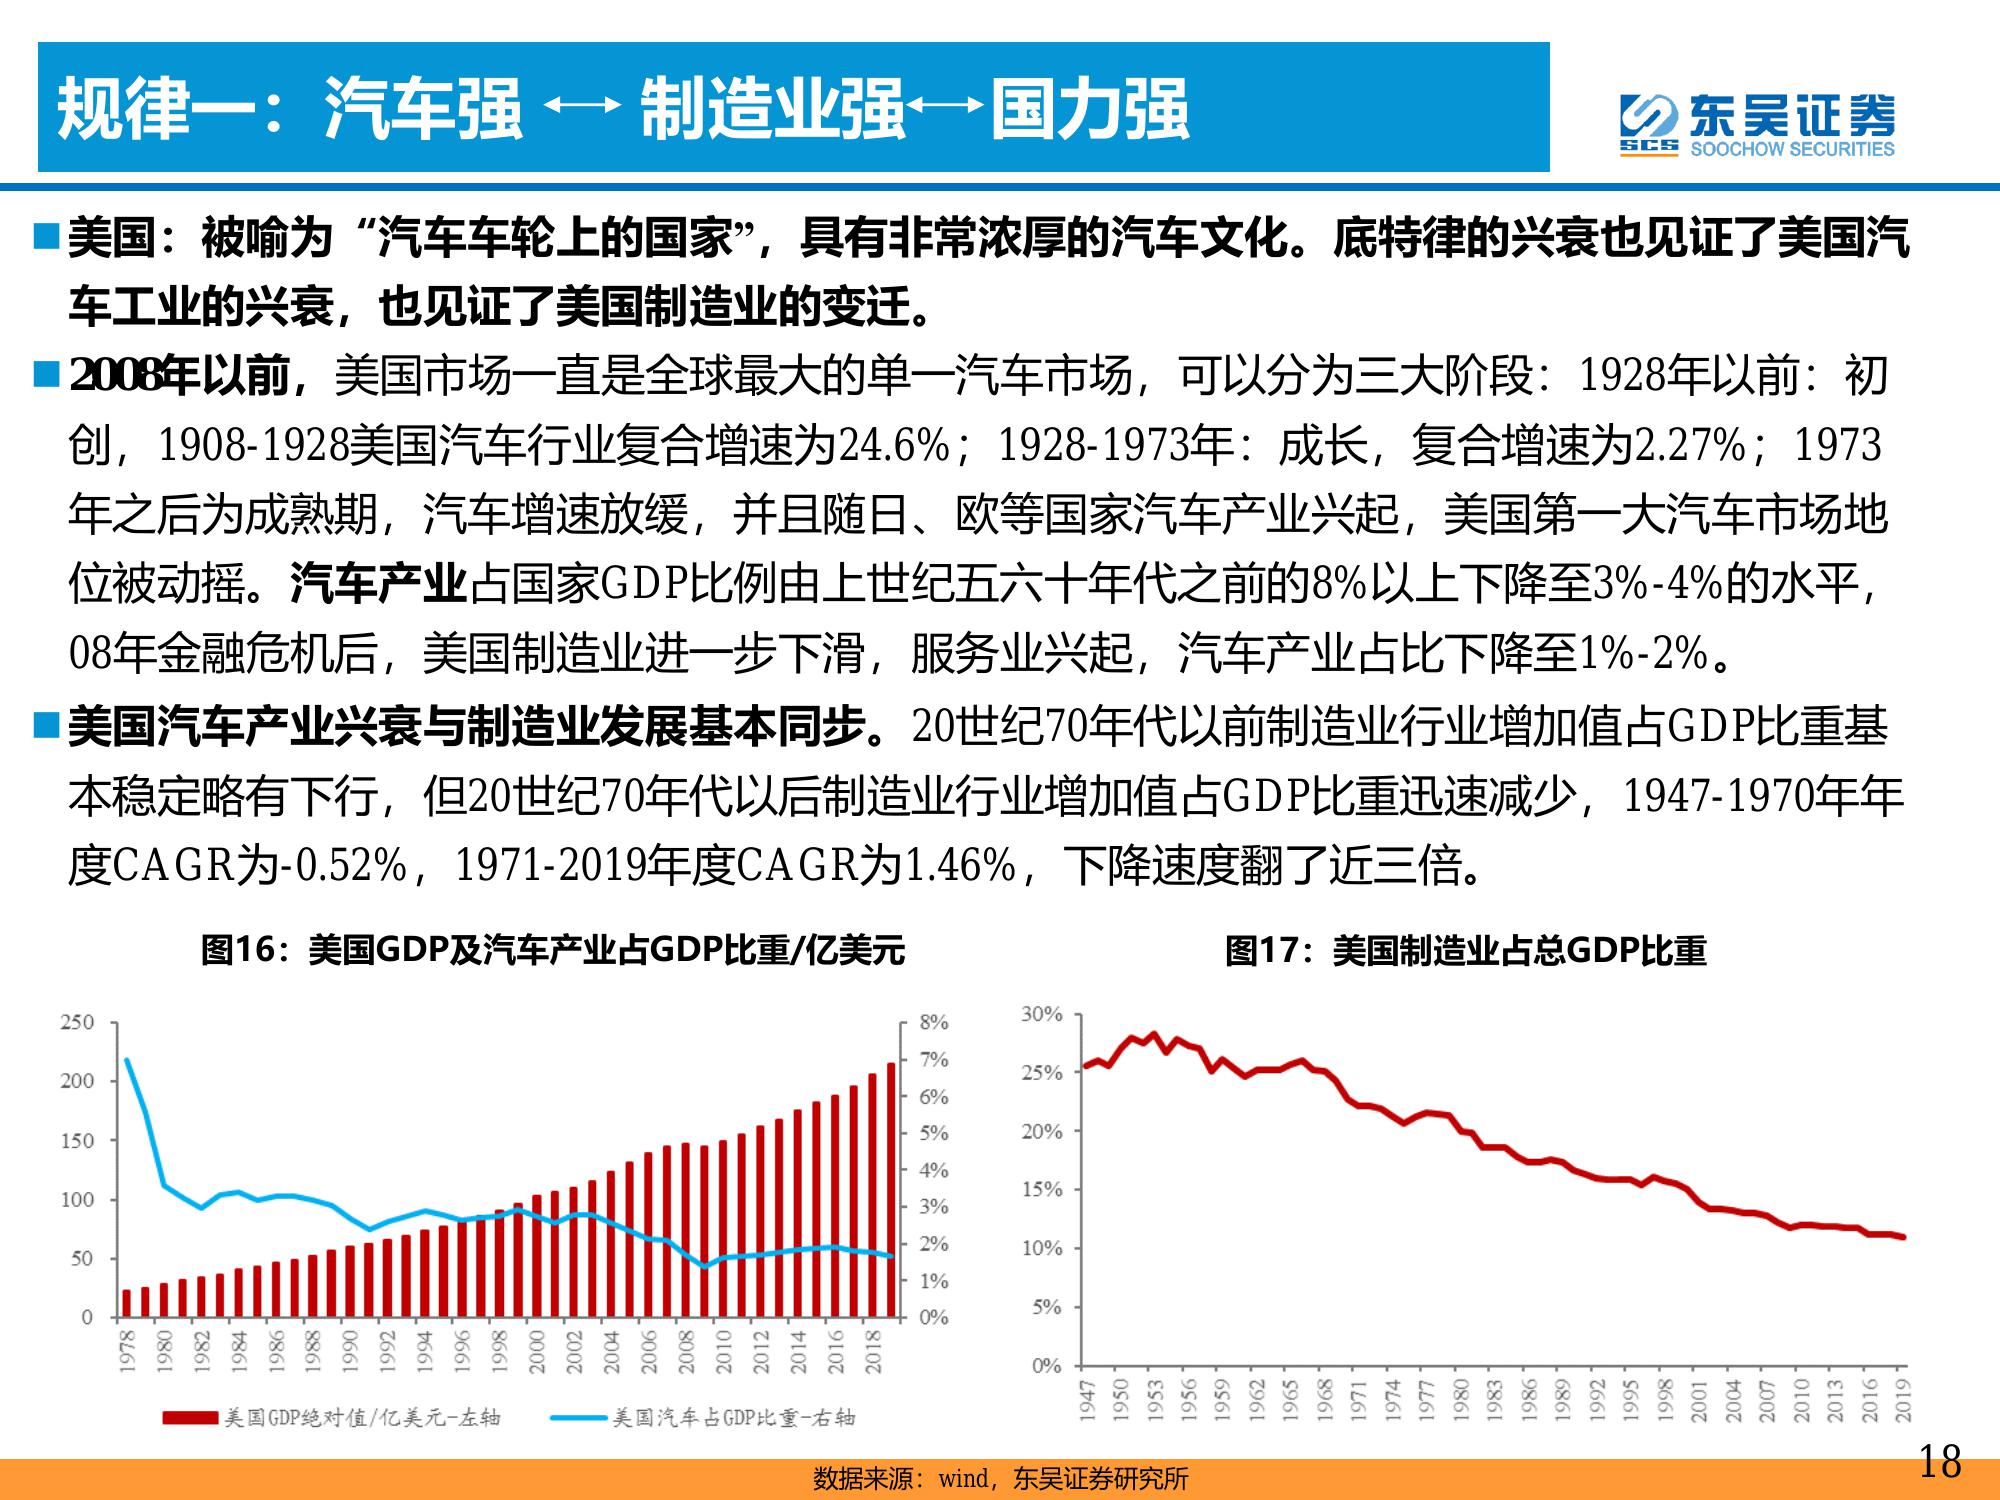 规律一：汽车强 ←→ 制造业强←→国力强
东吴证券
SCS
SOOCHOW SECURITIES
■美国：被喻为“汽车车轮上的国家”，具有非常浓厚的汽车文化。底特律的兴衰也见证了美国汽
车工业的兴衰，也见证了美国制造业的变迁。
■2008年以前，美国市场一直是全球最大的单一汽车市场，可以分为三大阶段：1928年以前：初
创，1908-1928美国汽车行业复合增速为24.6%；1928-1973年：成长，复合增速为2.27%；1973
年之后为成熟期，汽车增速放缓，并且随日、欧等国家汽车产业兴起，美国第一大汽车市场地
位被动摇。汽车产业占国家GDP比例由上世纪五六十年代之前的8%以上下降至3%-4%的水平，
08年金融危机后，美国制造业进一步下滑，服务业兴起，汽车产业占比下降至1%-2%。
■美国汽车产业兴衰与制造业发展基本同步。20世纪70年代以前制造业行业增加值占GDP比重基
本稳定略有下行，但20世纪70年代以后制造业行业增加值占GDP比重迅速减少，1947-1970年年
度CAGR为-0.52%，1971-2019年度CAGR为1.46%，下降速度翻了近三倍。
图16：美国GDP及汽车产业占GDP比重/亿美元
250
200
150
100
50
0
8%
7%
6%
5%
4%
3%
2%
1%
0%
1978 1980 1982 1984 1986 1988 1990 1992 1994 1996 1998 2000 2002 2004 2006 2008 2010 2012 2014 2016 2018
美国GDP绝对值/亿美元-左轴 美国汽车占GDP比重-右轴
图17：美国制造业占总GDP比重
30%
25%
20%
15%
10%
5%
0%
1947 1950 1953 1956 1959 1962 1965 1968 1971 1974 1977 1980 1983 1986 1989 1992 1995 1998 2001 2004 2007 2010 2013 2016 2019
数据来源：wind，东吴证券研究所
18